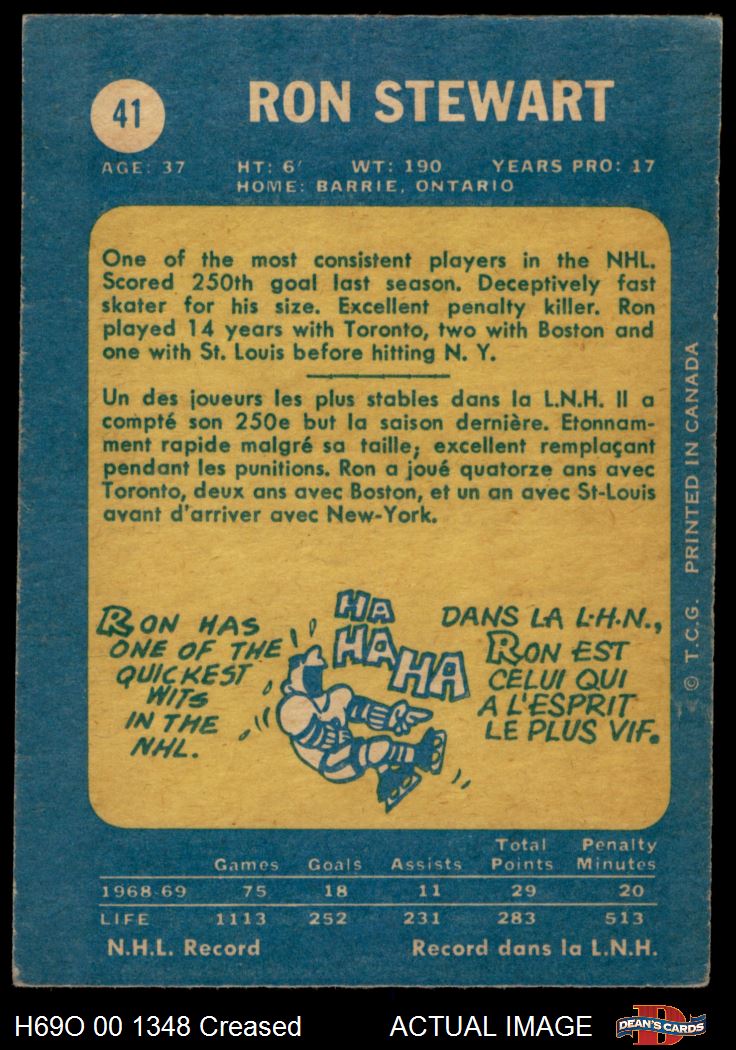 41
RON STEWART
AGE: 37 HT: 6' WT: 190 YEARS PRO: 17
HOME: BARRIE, ONTARIO
One of the most consistent players in the NHL.
Scored 250th goal last season. Deceptively fast
skater for his size. Excellent penalty killer. Ron
played 14 years with Toronto, two with Boston and
one with St. Louis before hitting N. Y.
Un des joueurs les plus stables dans la L.N.H. Il a
compté son 250e but la saison dernière. Etonnam-
ment rapide malgré sa taille; excellent remplaçant
pendant les punitions. Ron a joué quatorze ans avec
Toronto, deux ans avec Boston, et un an avec St-Louis
avant d'arriver avec New-York.
RON HAS
ONE OF THE
QUICKEST
WITS
IN THE
NHL.
HA
HA
HA
DANS LA L.H.N.,
RON EST
CELUI QUI
A L'ESPRIT
LE PLUS VIF.
© T.C.G. PRINTED IN CANADA
Games Goals Assists Total Points Penalty Minutes
1968-69 75 18 11 29 20
LIFE 1113 252 231 283 513
N.H.L. Record Record dans la L.N.H.
H69O 00 1348 Creased ACTUAL IMAGE
D
DEAN'S CARDS